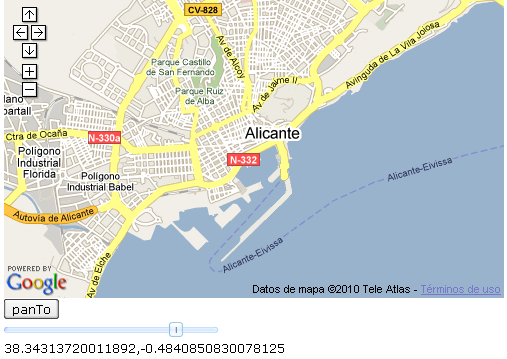 CV-828
Av de Alcoy
Avinguda de La Vila Joiosa
Parque Castillo
de San Fernando
Parque Ruiz
de Alba
Av de Jaime II
lano
partall
Ctra de Ocaña
N-330a
Alicante
Polígono
Industrial
Florida
N-332
Polígono
Industrial Babel
Alicante-Eivissa
Autovía de Alicante
Alicante-Eivissa
Av de Elche
POWERED BY
Google
Datos de mapa ©2010 Tele Atlas - Términos de uso
panTo
38.34313720011892,-0.4840850830078125